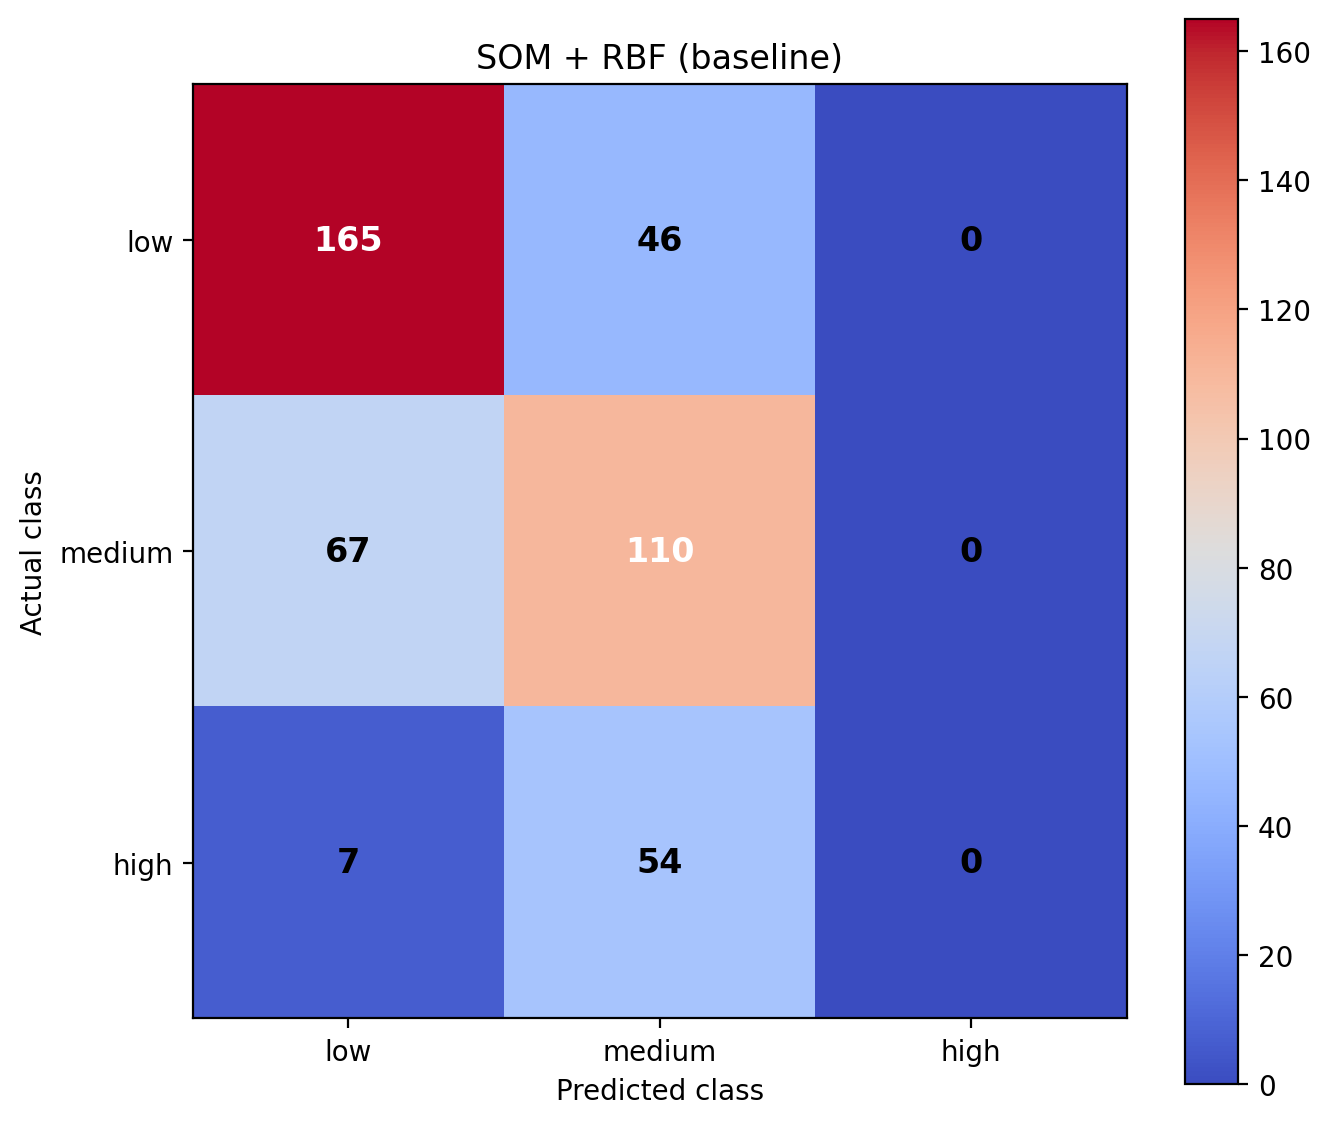 SOM + RBF (baseline)
160
140
120
100
80
60
40
20
0
Actual class
low
165
46
0
medium
67
110
0
high
7
54
0
low
medium
high
Predicted class